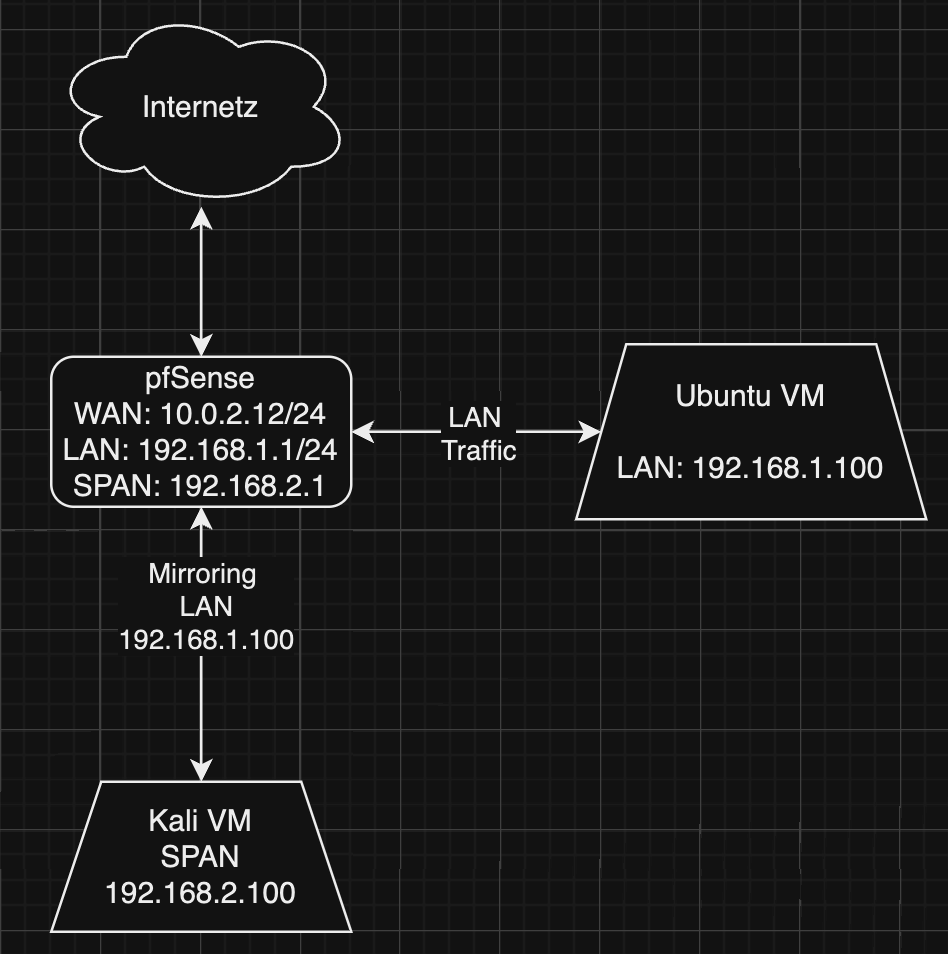 Internetz
pfSense
WAN: 10.0.2.12/24
LAN: 192.168.1.1/24
SPAN: 192.168.2.1
LAN
Traffic
Ubuntu VM
LAN: 192.168.1.100
Mirroring
LAN
192.168.1.100
Kali VM
SPAN
192.168.2.100